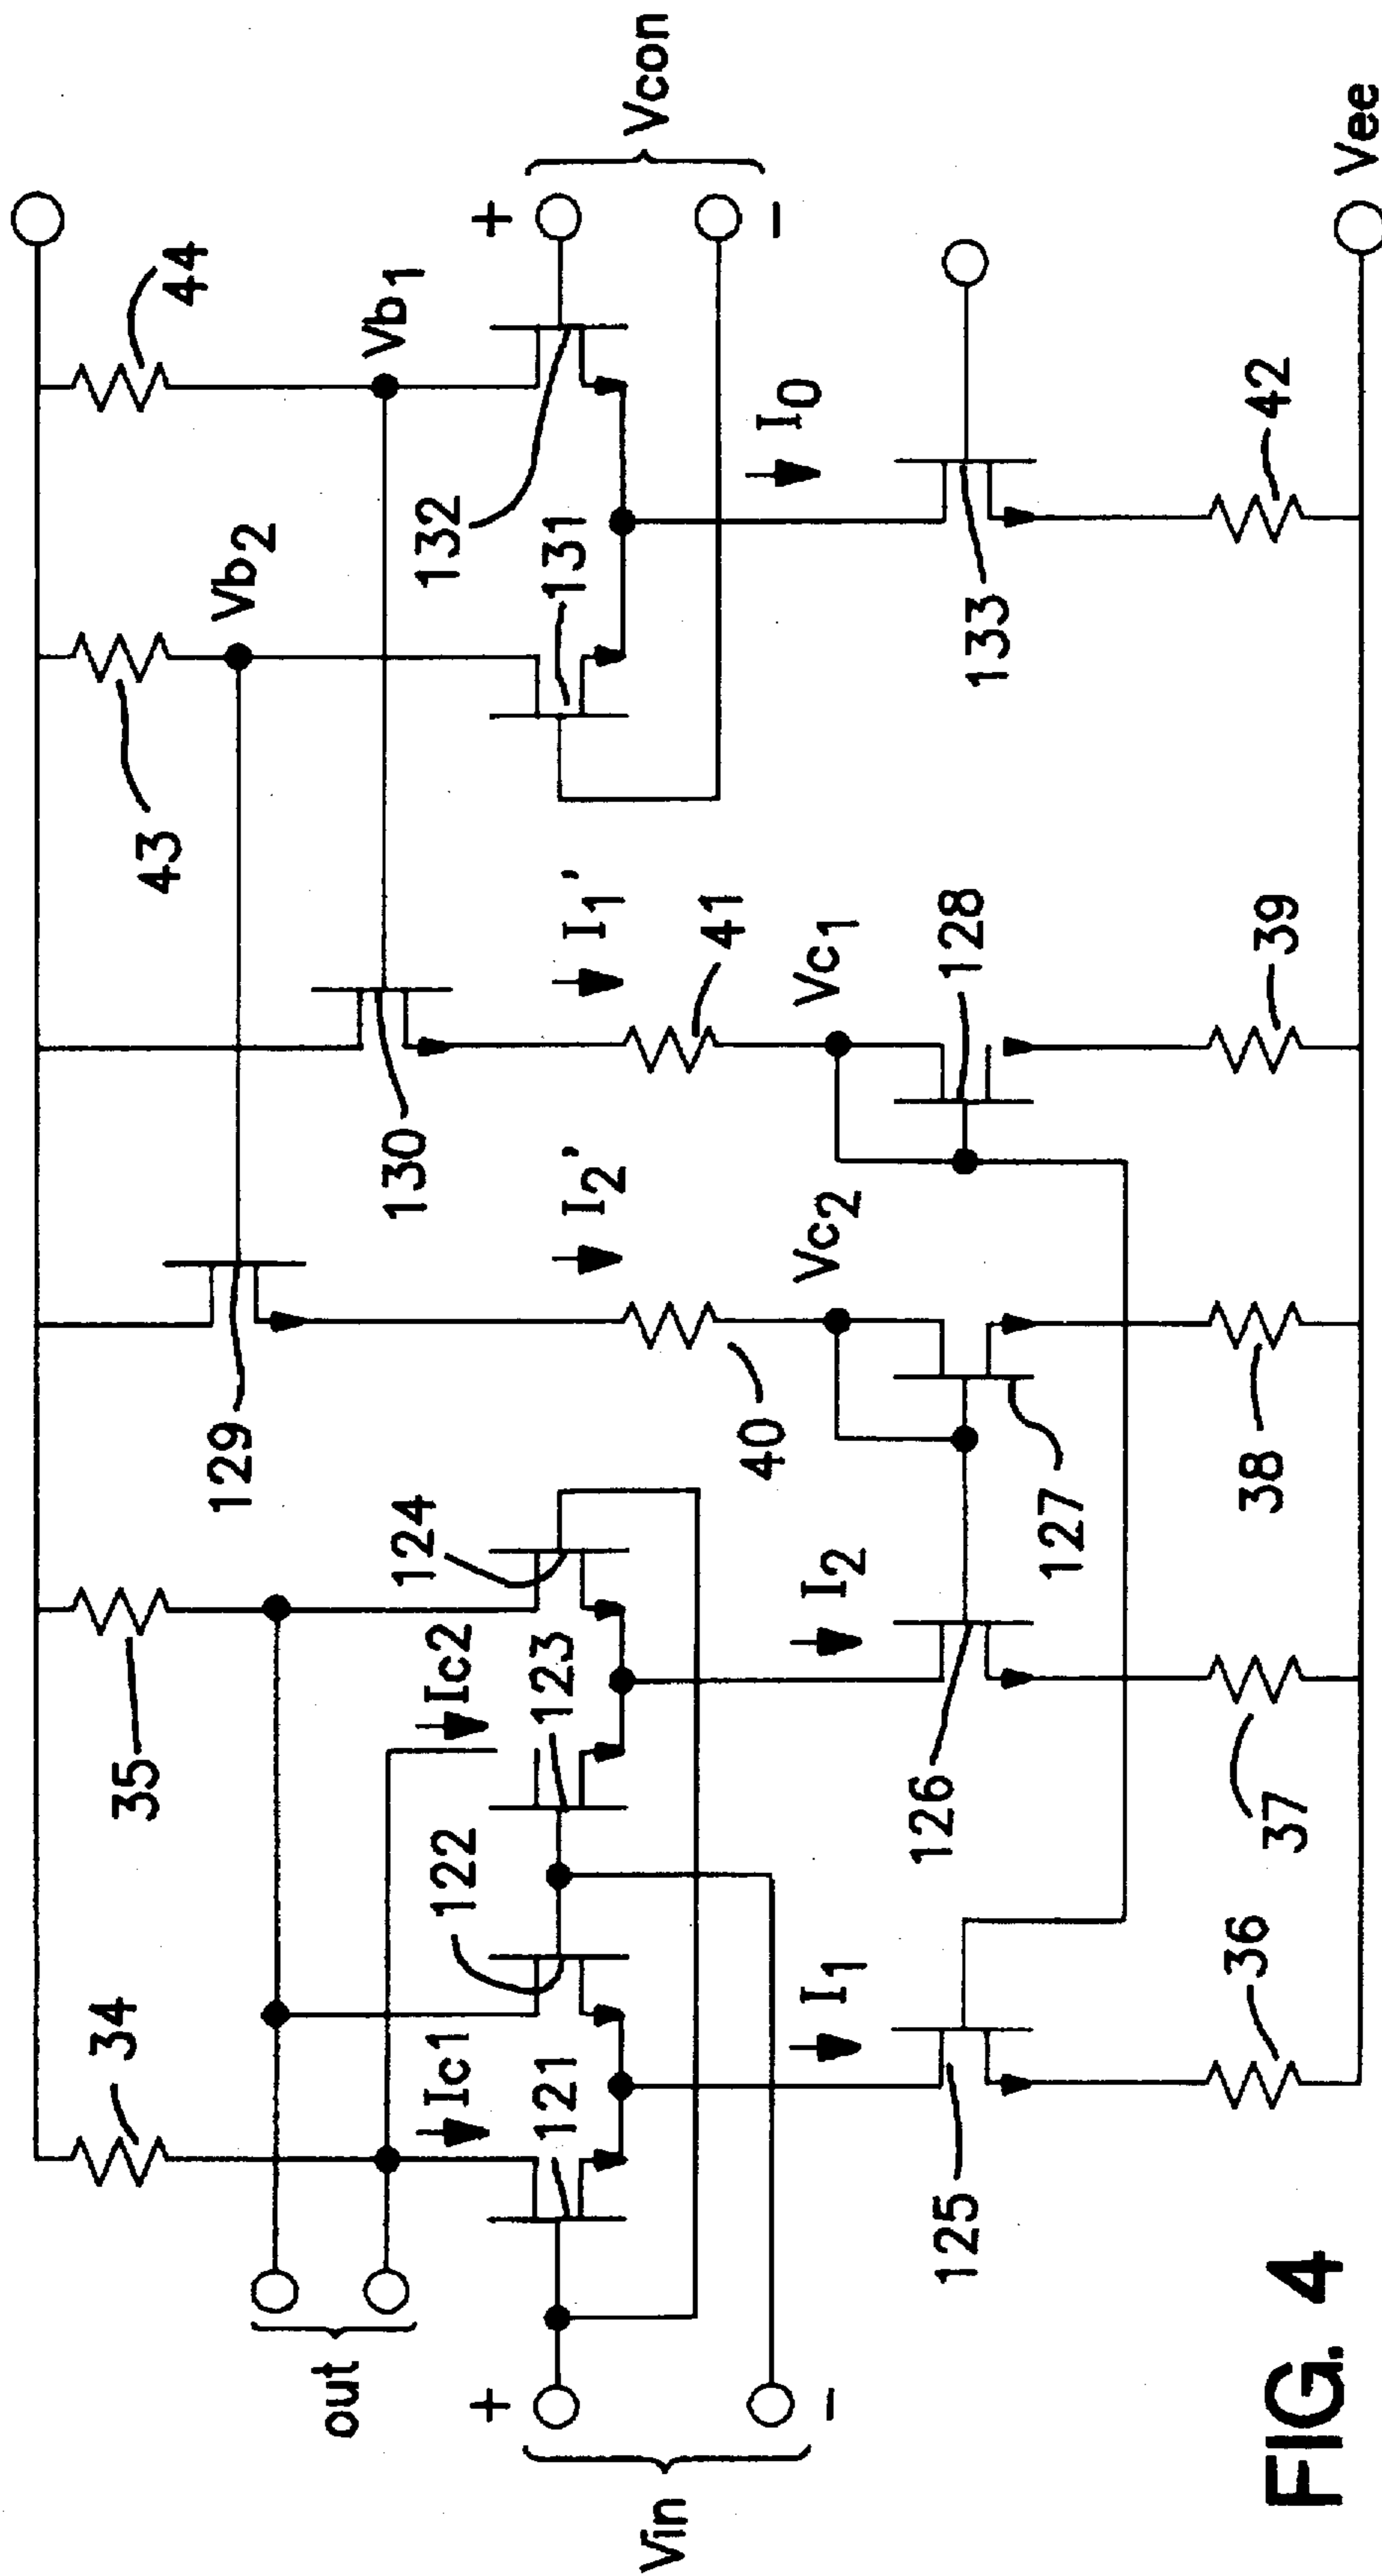 44
43
Vb1
Vb2
Vcon
+
-
132
131
I0
133
42
Vee
130
129
I1'
I2'
41
40
Vc1
Vc2
128
127
39
38
35
34
124
123
122
121
Ic2
Ic1
I2
I1
126
125
37
36
out
Vin
+
-
FIG. 4